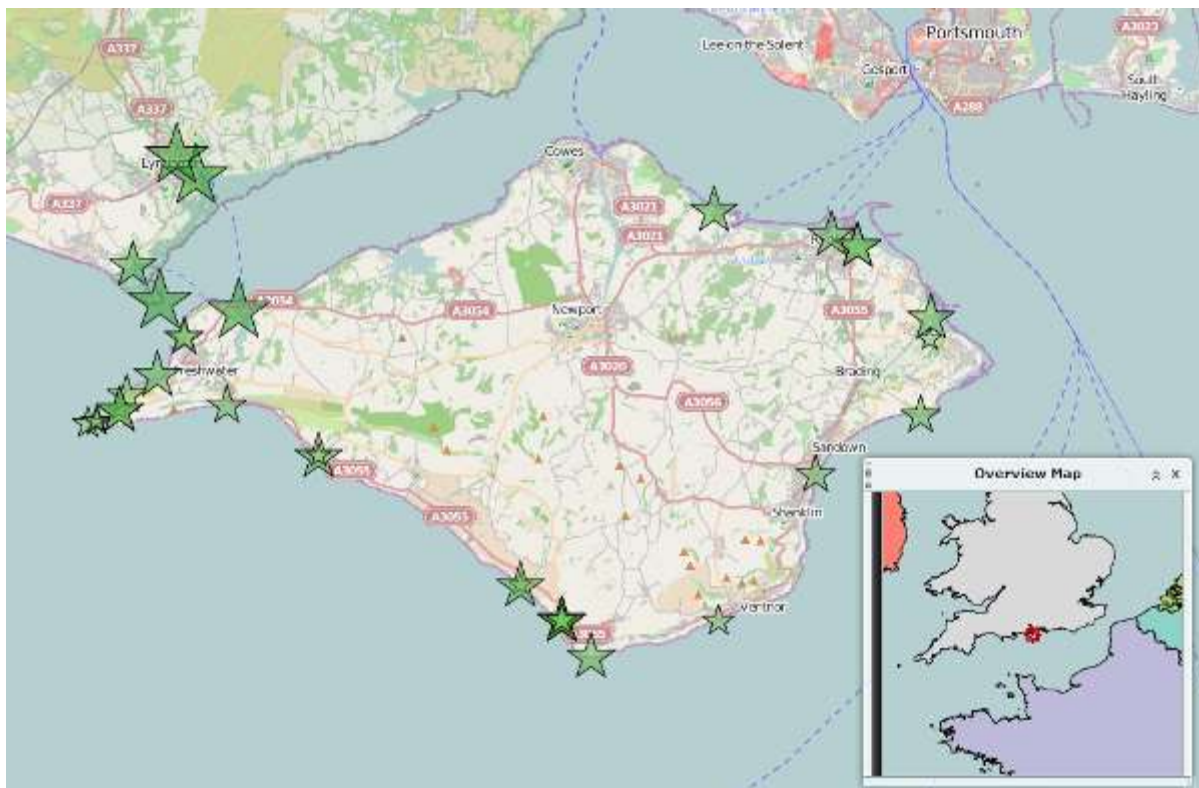 A337
Portsmouth
A3023
Lee on the Solent
Gosport
South
Hayling
A337
A288
Cowes
A337
A3021
A3021
A3054
A3054
Newport
A3055
Freshwater
A3020
Brading
A3056
Sandown
A3055
Overview Map
Shanklin
A3055
Ventnor